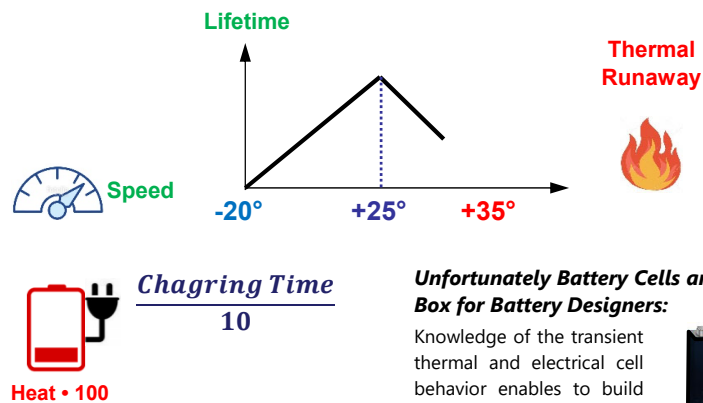 Lifetime
Thermal
Runaway
Speed
-20°
+25°
+35°
Chagring Time
10
Heat • 100
Unfortunately Battery Cells
Box for Battery Designers:
Knowledge of the transient
thermal and electrical cell
behavior enables to build